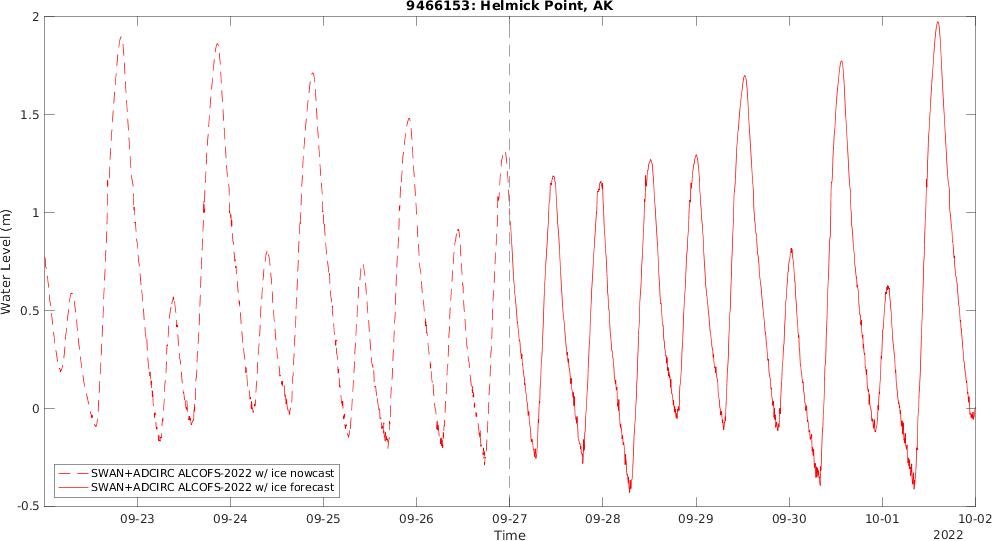 9466153: Helmick Point, AK
2
1.5
1
0.5
0
-0.5
Water Level (m)
SWAN+ADCIRC ALCOFS-2022 w/ ice nowcast
SWAN+ADCIRC ALCOFS-2022 w/ ice forecast
09-23 09-24 09-25 09-26 09-27 09-28 09-29 09-30 10-01 10-02
Time
2022